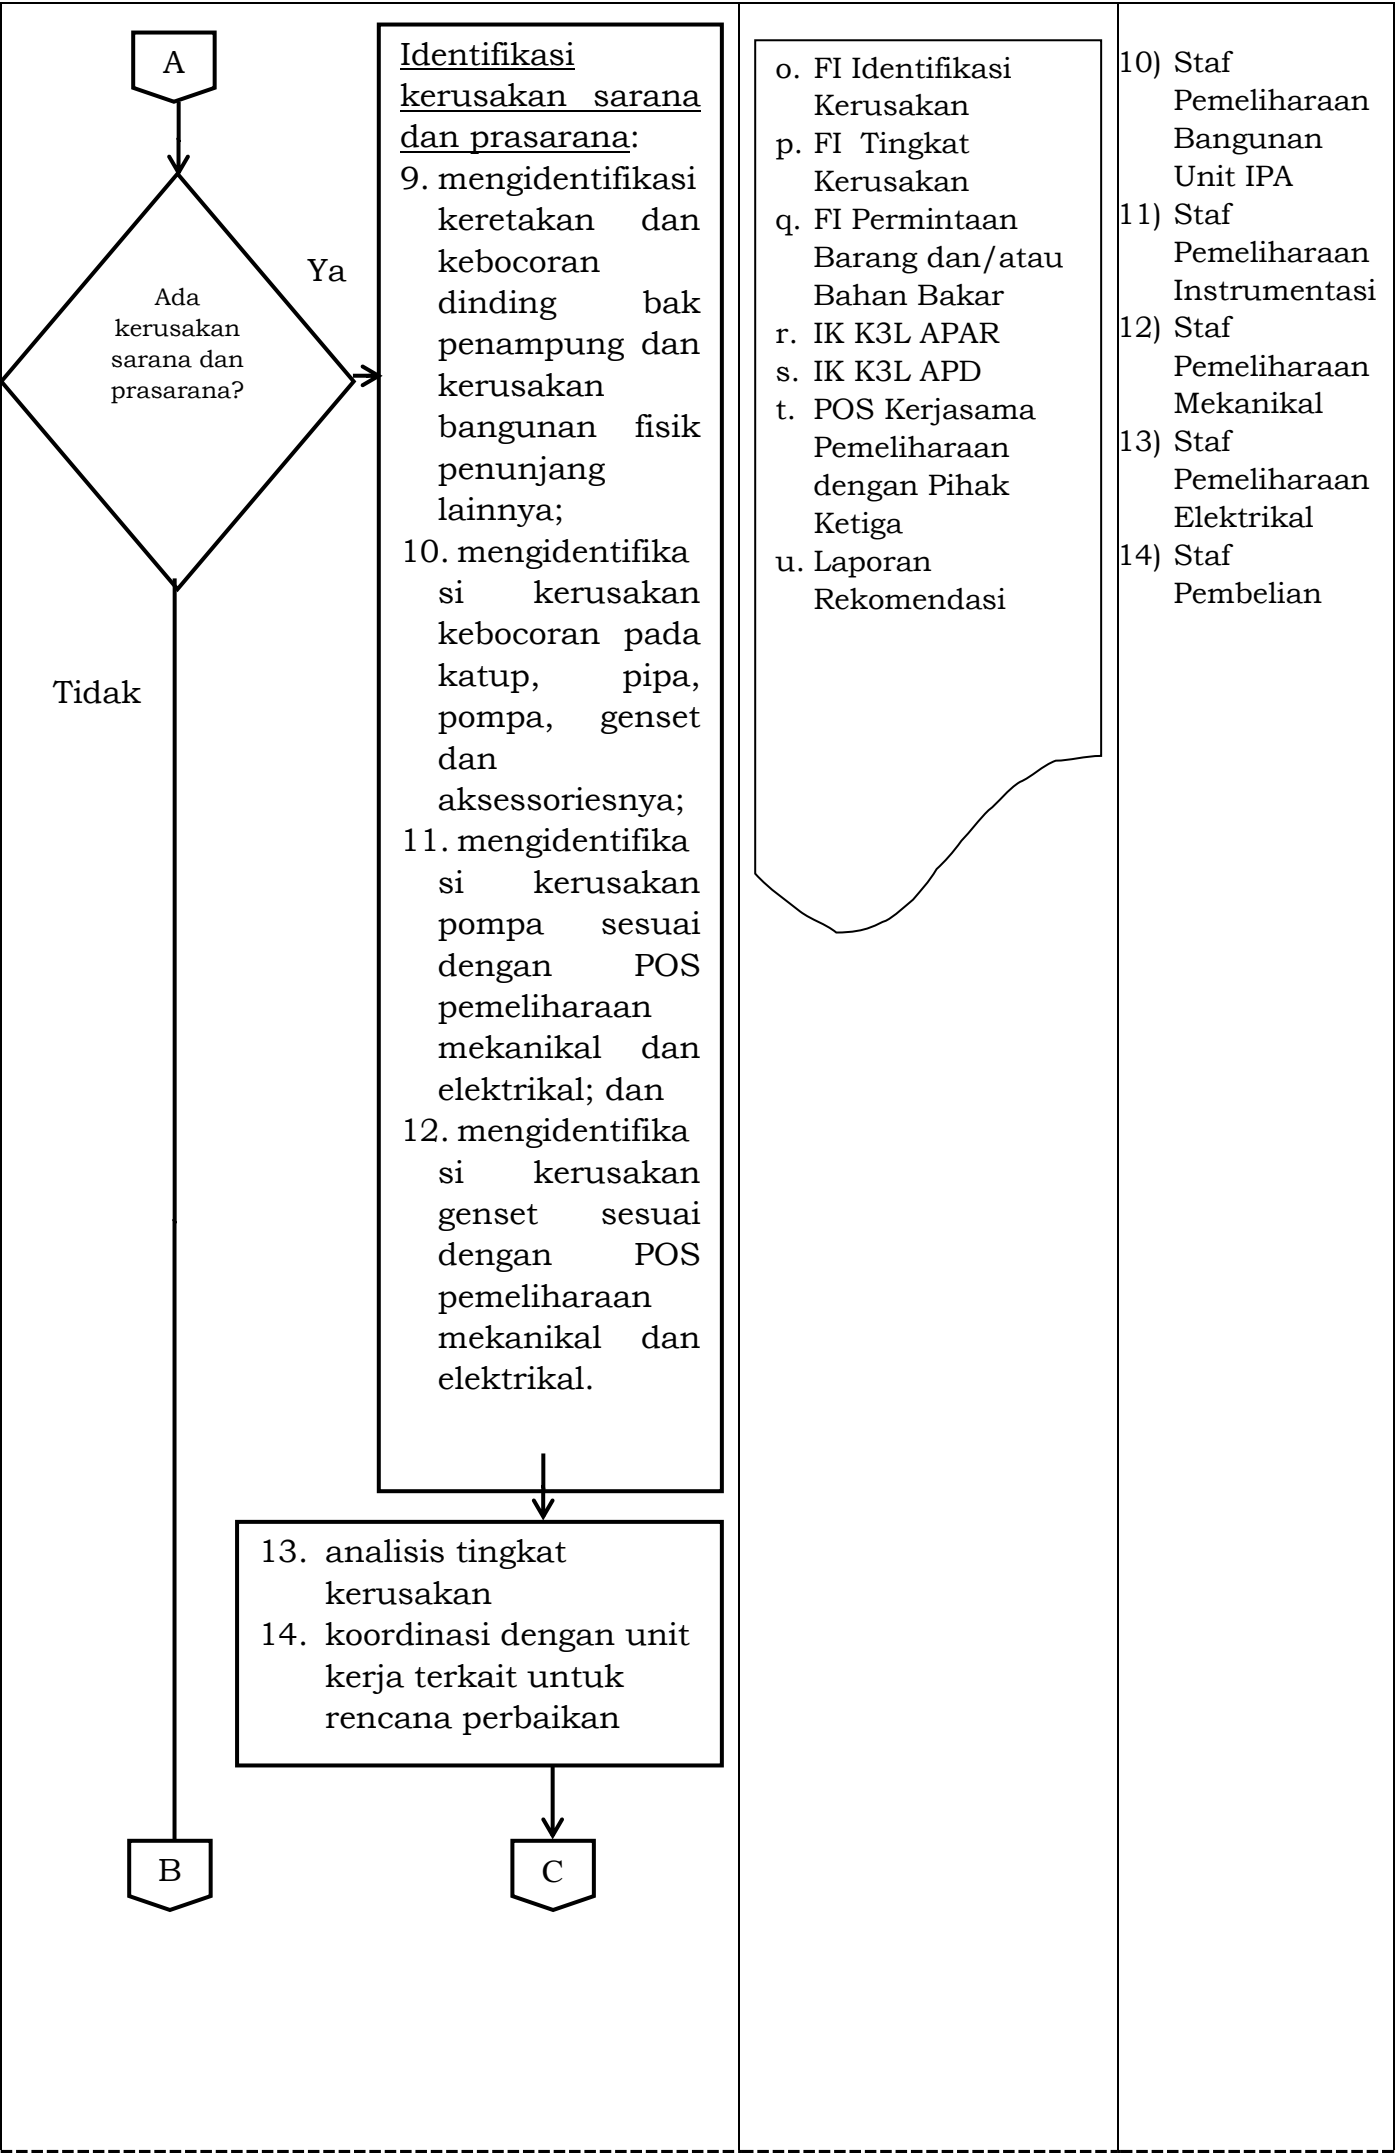 A
Ada
kerusakan
sarana dan
prasarana?
Ya
Tidak
Identifikasi
kerusakan sarana
dan prasarana:
9. mengidentifikasi
keretakan dan
kebocoran
dinding bak
penampung dan
kerusakan
bangunan fisik
penunjang
lainnya;
10. mengidentifika
si kerusakan
kebocoran pada
katup, pipa,
pompa, genset
dan
aksessoriesnya;
11. mengidentifika
si kerusakan
pompa sesuai
dengan POS
pemeliharaan
mekanikal dan
elektrikal; dan
12. mengidentifika
si kerusakan
genset sesuai
dengan POS
pemeliharaan
mekanikal dan
elektrikal.
13. analisis tingkat
kerusakan
14. koordinasi dengan unit
kerja terkait untuk
rencana perbaikan
B
C
o. FI Identifikasi
Kerusakan
p. FI Tingkat
Kerusakan
q. FI Permintaan
Barang dan/atau
Bahan Bakar
r. IK K3L APAR
s. IK K3L APD
t. POS Kerjasama
Pemeliharaan
dengan Pihak
Ketiga
u. Laporan
Rekomendasi
10) Staf
Pemeliharaan
Bangunan
Unit IPA
11) Staf
Pemeliharaan
Instrumentasi
12) Staf
Pemeliharaan
Mekanikal
13) Staf
Pemeliharaan
Elektrikal
14) Staf
Pembelian